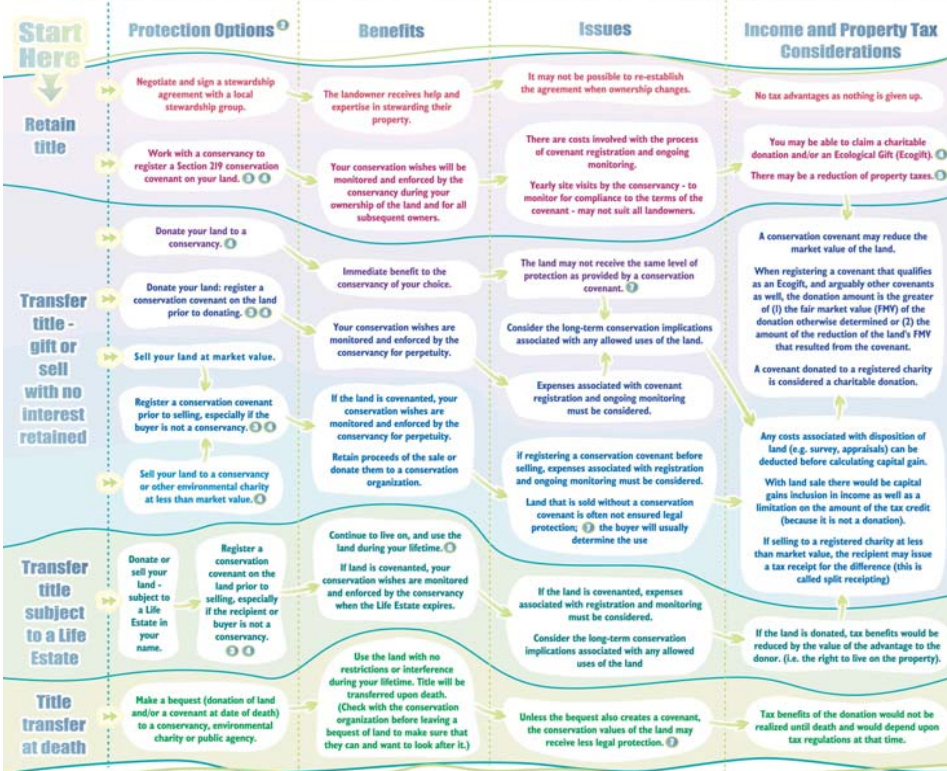 Start
Here
Protection Options 2
Benefits
Issues
Income and Property Tax
Considerations
Retain
title
Negotiate and sign a stewardship
agreement with a local
stewardship group.
The landowner receives help and
expertise in stewarding their
property.
It may not be possible to re-establish
the agreement when ownership changes.
No tax advantages as nothing is given up.
Work with a conservancy to
register a Section 219 conservation
covenant on your land. 3 4
Your conservation wishes will be
monitored and enforced by the
conservancy during your
ownership of the land and for all
subsequent owners.
There are costs involved with the process
of covenant registration and ongoing
monitoring.
Yearly site visits by the conservancy - to
monitor for compliance to the terms of the
covenant - may not suit all landowners.
You may be able to claim a charitable
donation and/or an Ecological Gift (Ecogift). 4
There may be a reduction of property taxes. 5
Transfer
title -
gift or
sell
with no
interest
retained
Donate your land to a
conservancy. 4
Immediate benefit to the
conservancy of your choice.
The land may not receive the same level of
protection as provided by a conservation
covenant. 7
A conservation covenant may reduce the
market value of the land.
When registering a covenant that qualifies
as an Ecogift, and arguably other covenants
as well, the donation amount is the greater
of (1) the fair market value (FMV) of the
donation otherwise determined or (2) the
amount of the reduction of the land's FMV
that resulted from the covenant.
A covenant donated to a registered charity
is considered a charitable donation.
Donate your land: register a
conservation covenant on the land
prior to donating. 3 4
Your conservation wishes are
monitored and enforced by the
conservancy for perpetuity.
Consider the long-term conservation implications
associated with any allowed uses of the land.
Expenses associated with covenant
registration and ongoing monitoring
must be considered.
Sell your land at market value.
Register a conservation covenant
prior to selling, especially if the
buyer is not a conservancy. 3 4
Sell your land to a conservancy
or other environmental charity
at less than market value. 4
If the land is covenanted, your
conservation wishes are
monitored and enforced by the
conservancy for perpetuity.
Retain proceeds of the sale or
donate them to a conservation
organization.
if registering a conservation covenant before
selling, expenses associated with registration
and ongoing monitoring must be considered.
Land that is sold without a conservation
covenant is often not ensured legal
protection; 7 the buyer will usually
determine the use
Any costs associated with disposition of
land (e.g. survey, appraisals) can be
deducted before calculating capital gain.
With land sale there would be capital
gains inclusion in income as well as a
limitation on the amount of the tax credit
(because it is not a donation).
If selling to a registered charity at less
than market value, the recipient may issue
a tax receipt for the difference (this is
called split receipting)
Transfer
title
subject
to a Life
Estate
Donate or
sell your
land -
subject to
a Life
Estate in
your
name.
Register a
conservation
covenant on the
land prior to
selling, especially
if the recipient or
buyer is not a
conservancy.
3 4
Continue to live on, and use the
land during your lifetime. 6
If land is covenanted, your
conservation wishes are monitored
and enforced by the conservancy
when the Life Estate expires.
If the land is covenanted, expenses
associated with registration and monitoring
must be considered.
Consider the long-term conservation
implications associated with any allowed
uses of the land
If the land is donated, tax benefits would be
reduced by the value of the advantage to the
donor. (i.e. the right to live on the property).
Title
transfer
at death
Make a bequest (donation of land
and/or a covenant at date of death)
to a conservancy, environmental
charity or public agency.
Use the land with no
restrictions or interference
during your lifetime. Title will be
transferred upon death.
(Check with the conservation
organization before leaving a
bequest of land to make sure that
they can and want to look after it.)
Unless the bequest also creates a covenant,
the conservation values of the land may
receive less legal protection. 7
Tax benefits of the donation would not be
realized until death and would depend upon
tax regulations at that time.